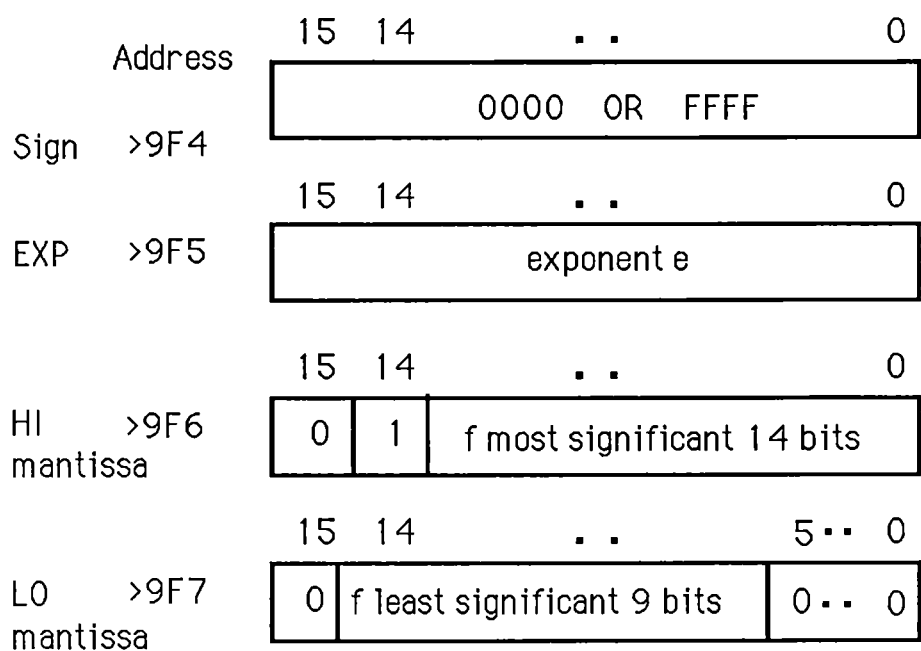 15 14 . . 0
Address
0000 OR FFFF
Sign >9F4
15 14 . . 0
EXP >9F5
exponent e
15 14 . . 0
HI >9F6
0 1 f most significant 14 bits
mantissa
15 14 . . 5 . . 0
LO >9F7
0 f least significant 9 bits 0 . . 0
mantissa